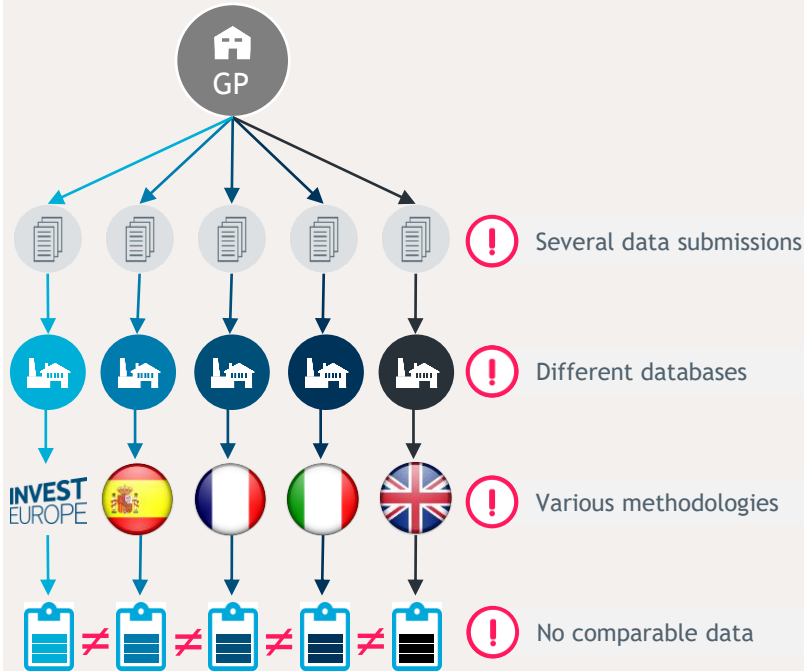 GP
Several data submissions
Different databases
INVEST
EUROPE
Various methodologies
≠ ≠ ≠ ≠
No comparable data